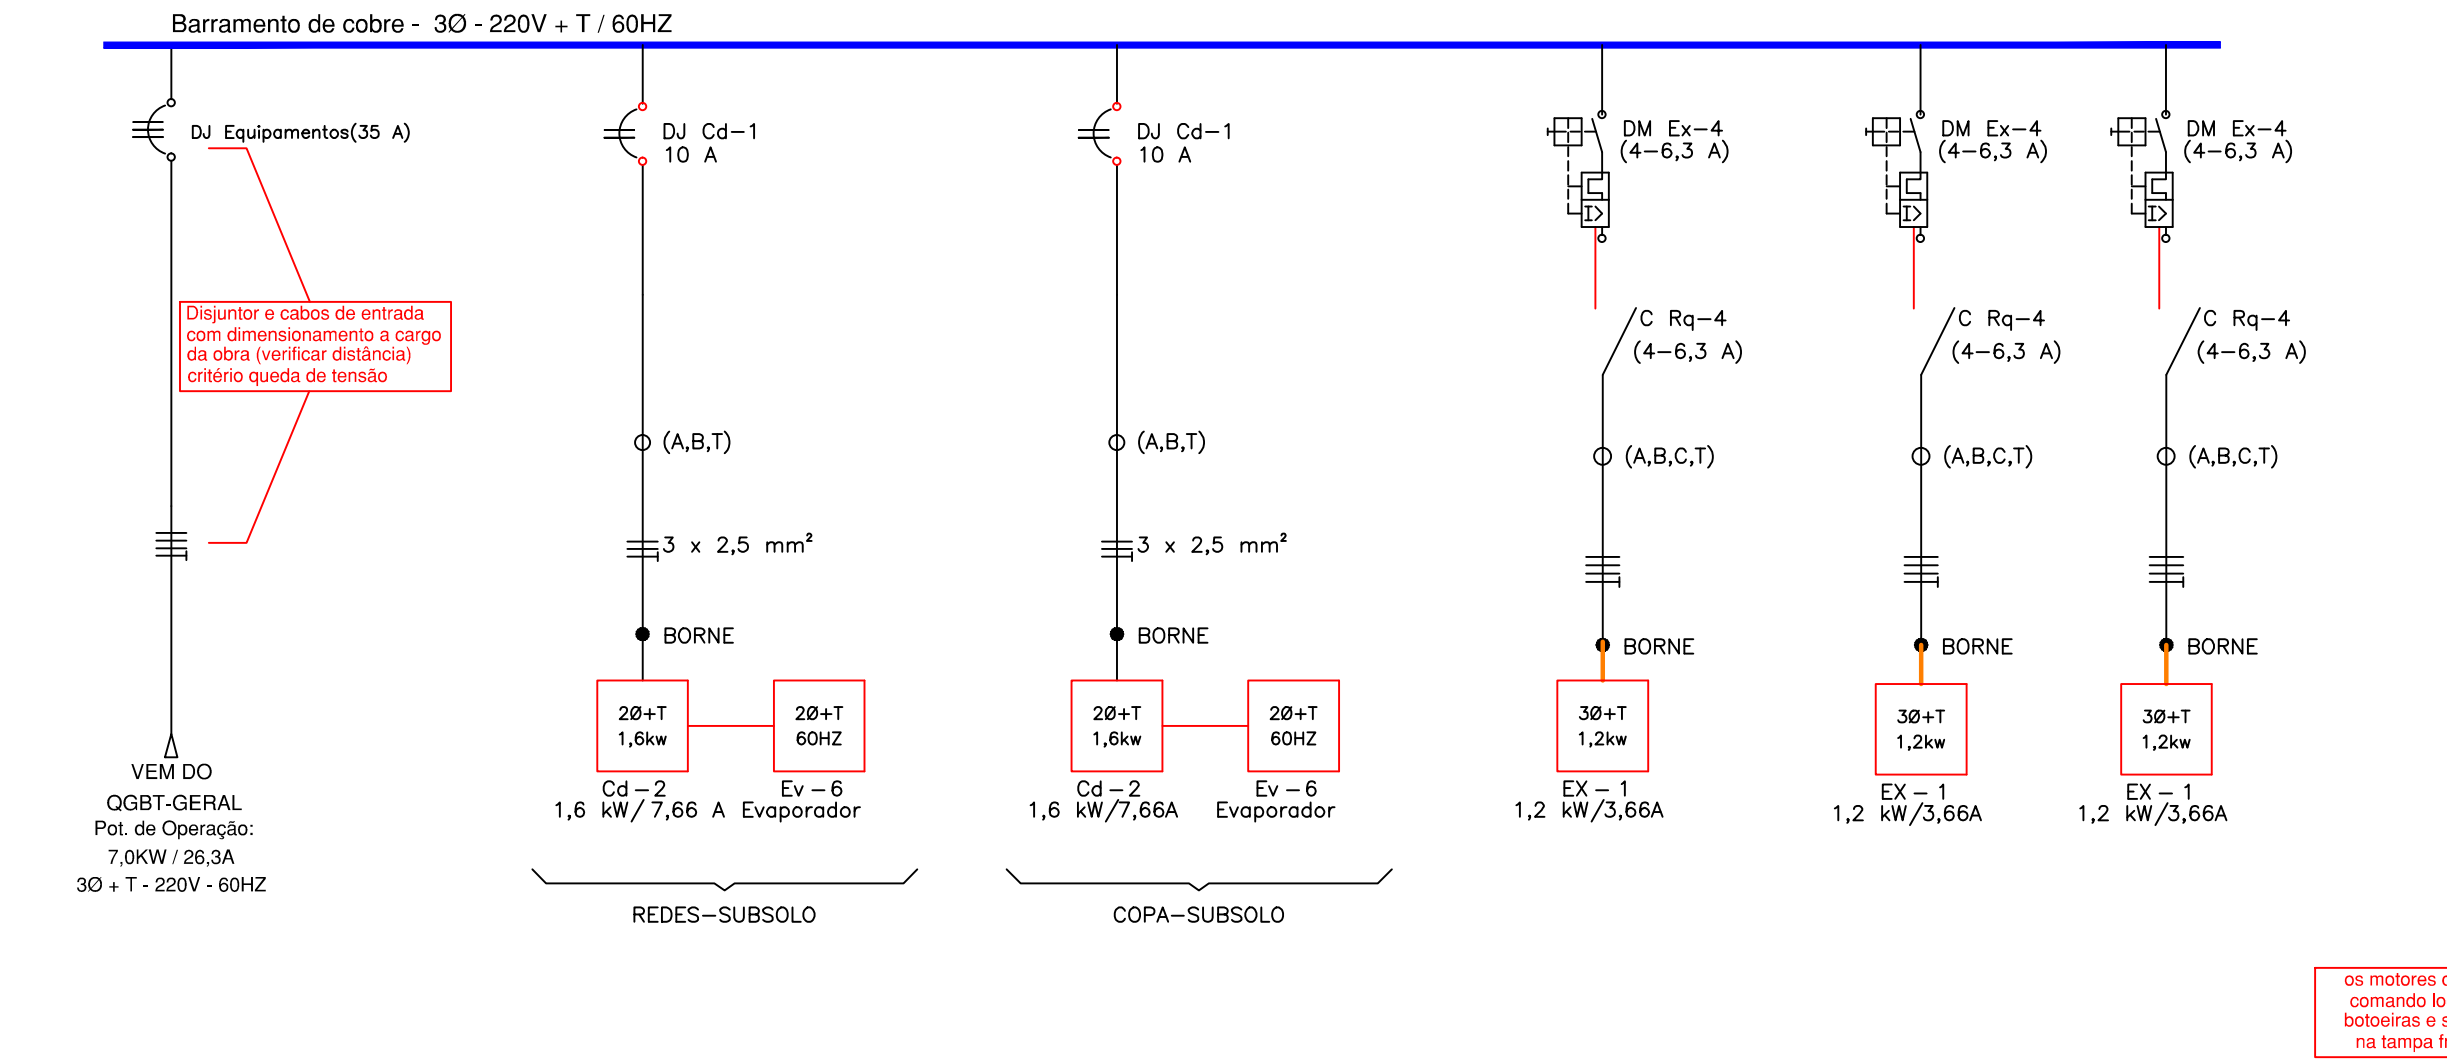 Barramento de cobre - 3Ø - 220V + T / 60HZ
DJ Equipamentos(35 A)
Disjuntor e cabos de entrada
com dimensionamento a cargo
da obra (verificar distância)
critério queda de tensão
VEM DO
QGBT-GERAL
Pot. de Operação:
7,0KW / 26,3A
3Ø + T - 220V - 60HZ
DJ Cd-1
10 A
(A,B,T)
3 x 2,5 mm²
BORNE
2Ø+T
1,6kw
2Ø+T
60HZ
Cd-2
1,6 kW/7,66 A
Ev-6
Evaporador
REDES-SUBSOLO
DJ Cd-1
10 A
(A,B,T)
3 x 2,5 mm²
BORNE
2Ø+T
1,6kw
2Ø+T
60HZ
Cd-2
1,6 kW/7,66A
Ev-6
Evaporador
COPA-SUBSOLO
DM Ex-4
(4-6,3 A)
I>
C Rq-4
(4-6,3 A)
(A,B,C,T)
BORNE
3Ø+T
1,2kw
EX-1
1,2 kW/3,66A
DM Ex-4
(4-6,3 A)
I>
C Rq-4
(4-6,3 A)
(A,B,C,T)
BORNE
3Ø+T
1,2kw
EX-1
1,2 kW/3,66A
DM Ex-4
(4-6,3 A)
I>
C Rq-4
(4-6,3 A)
(A,B,C,T)
BORNE
3Ø+T
1,2kw
EX-1
1,2 kW/3,66A
os motores
comando
botoeiras e
na tampa